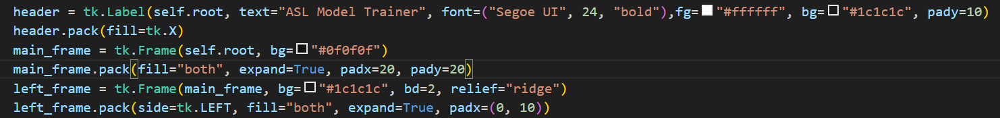 header = tk.Label(self.root, text="ASL Model Trainer", font=("Segoe UI", 24, "bold"),fg="#ffffff", bg="#1c1c1c", pady=10)
header.pack(fill=tk.X)
main_frame = tk.Frame(self.root, bg="#0f0f0f")
main_frame.pack(fill="both", expand=True, padx=20, pady=20)
left_frame = tk.Frame(main_frame, bg="#1c1c1c", bd=2, relief="ridge")
left_frame.pack(side=tk.LEFT, fill="both", expand=True, padx=(0, 10))